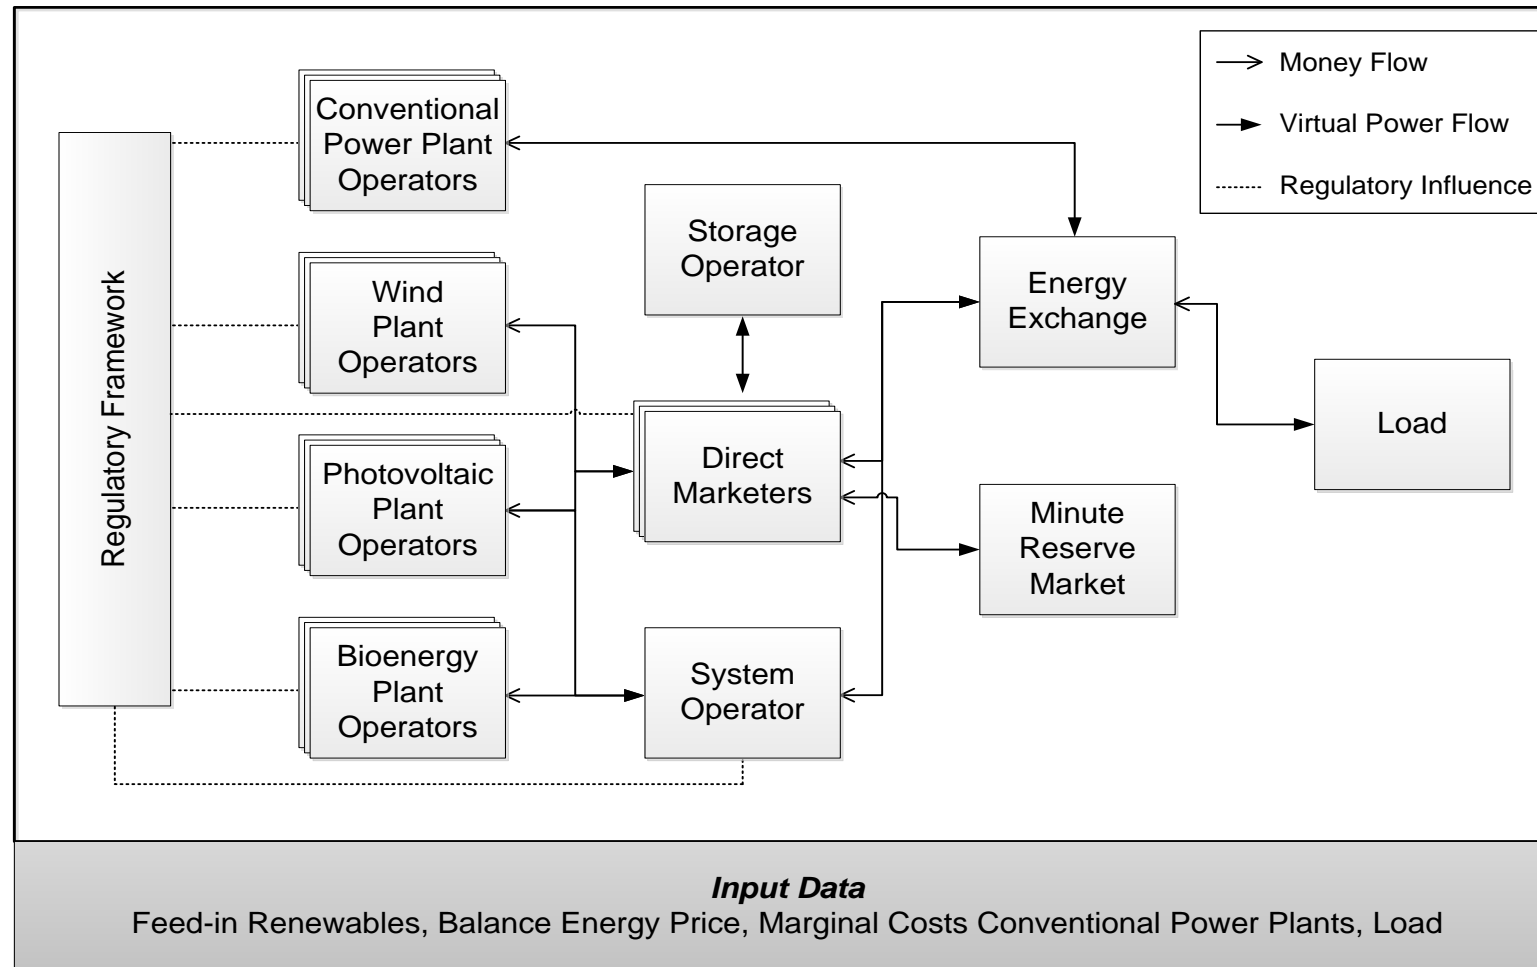 Money Flow
Virtual Power Flow
Regulatory Influence
Regulatory Framework
Conventional
Power Plant
Operators
Wind
Plant
Operators
Photovoltaic
Plant
Operators
Bioenergy
Plant
Operators
Storage
Operator
Direct
Marketers
System
Operator
Energy
Exchange
Minute
Reserve
Market
Load
Input Data
Feed-in Renewables, Balance Energy Price, Marginal Costs Conventional Power Plants, Load